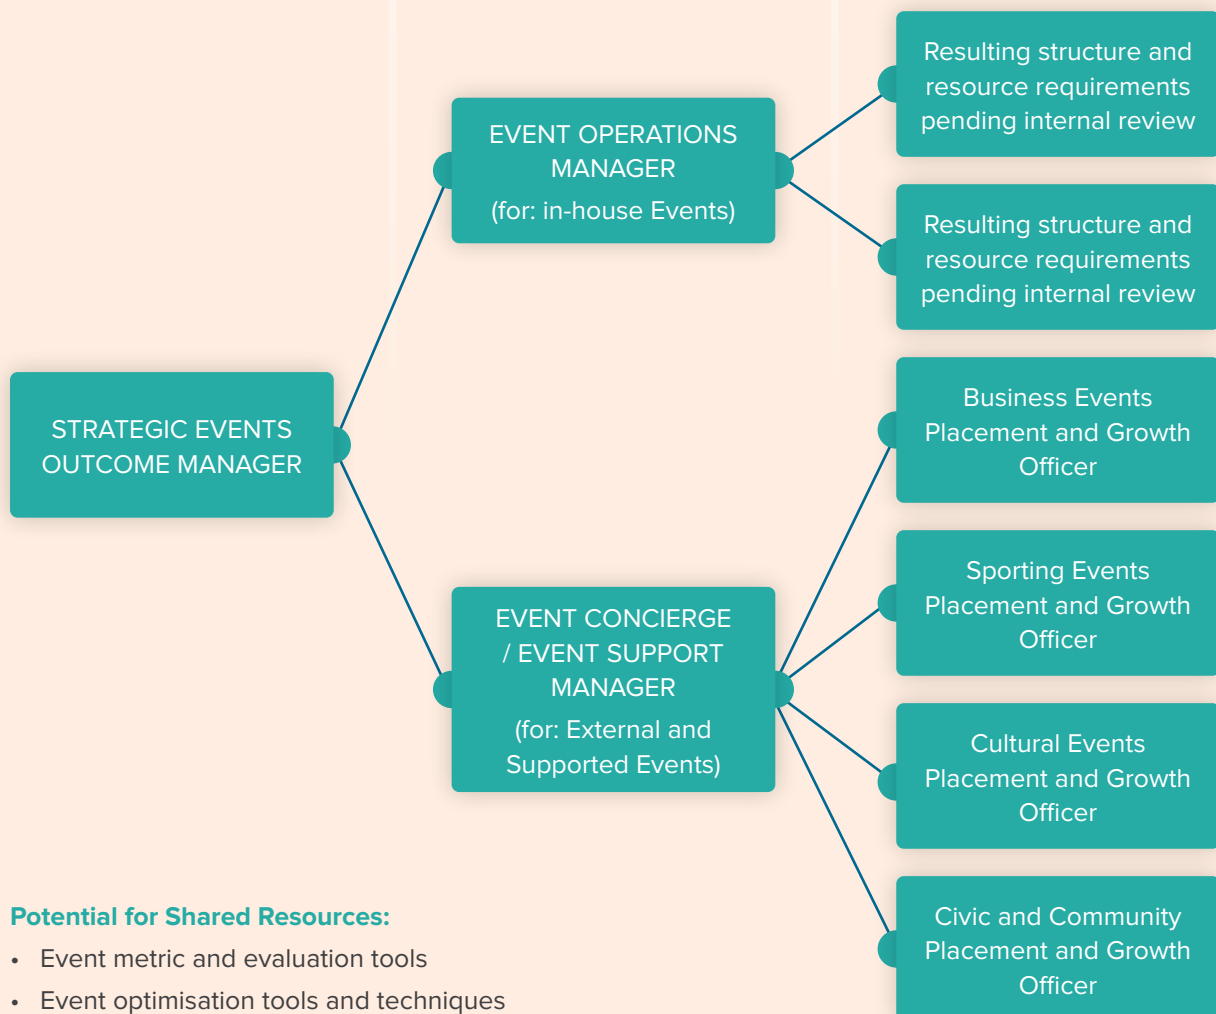 STRATEGIC EVENTS
OUTCOME MANAGER
EVENT OPERATIONS
MANAGER
(for: in-house Events)
Resulting structure and
resource requirements
pending internal review
Resulting structure and
resource requirements
pending internal review
EVENT CONCIERGE
/ EVENT SUPPORT
MANAGER
(for: External and
Supported Events)
Business Events
Placement and Growth
Officer
Sporting Events
Placement and Growth
Officer
Cultural Events
Placement and Growth
Officer
Civic and Community
Placement and Growth
Officer
Potential for Shared Resources:
• Event metric and evaluation tools
• Event optimisation tools and techniques